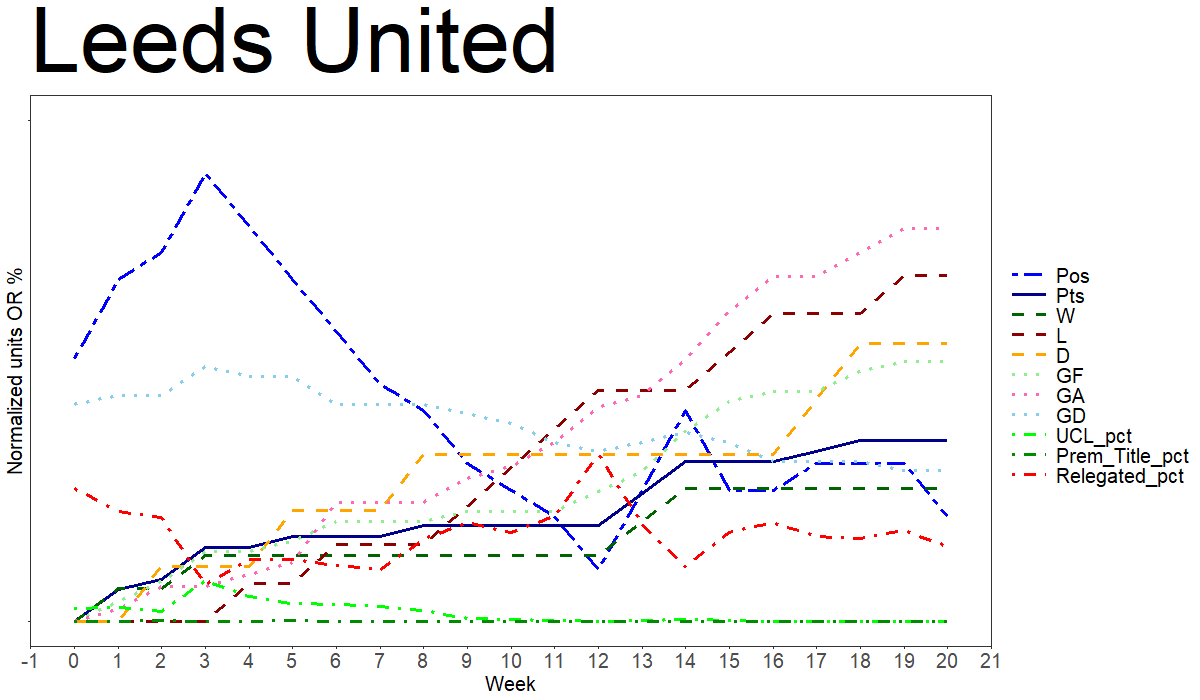 Leeds United
Normalized units OR %
Pos
Pts
W
L
D
GF
GA
GD
UCL_pct
Prem_Title_pct
Relegated_pct
-1 0 1 2 3 4 5 6 7 8 9 10 11 12 13 14 15 16 17 18 19 20 21
Week